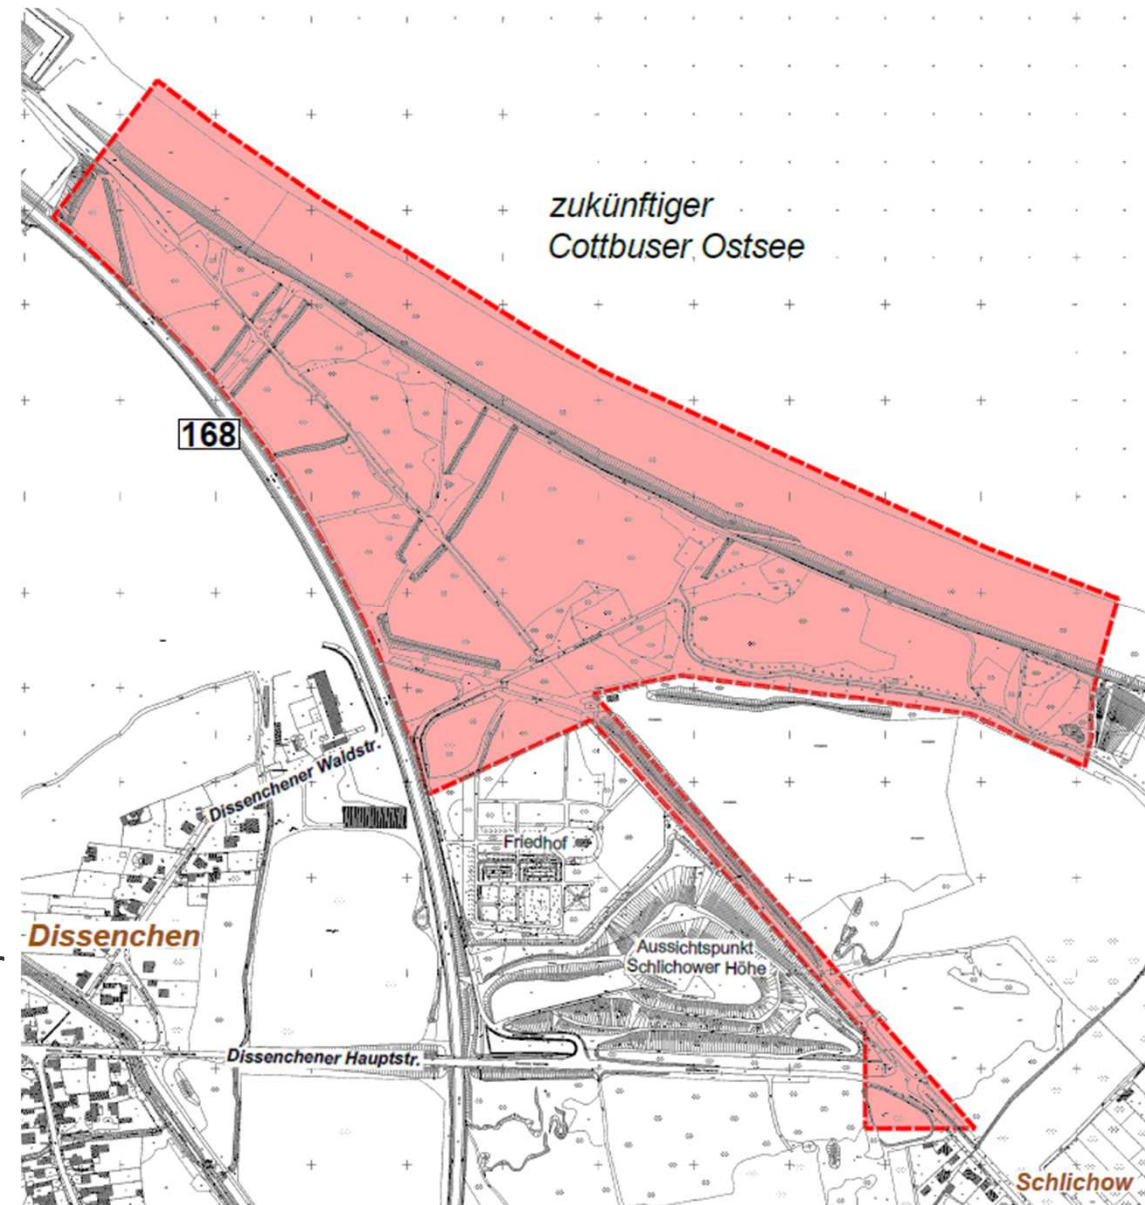 zukünftiger
Cottbuser Ostsee
168
Dissenchener Waldstr.
Friedhof
Dissenchen
Aussichtspunkt
Schlichower Höhe
Dissenchener Hauptstr.
Schlichow